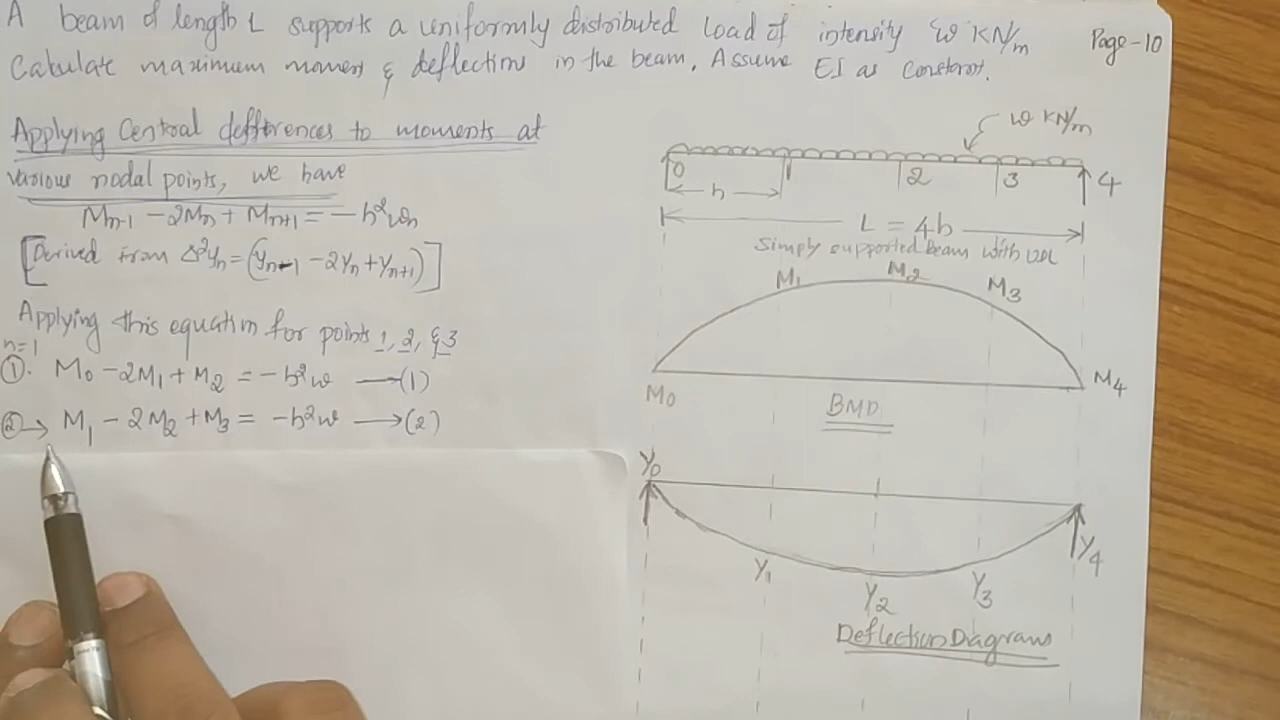 A beam of length L supports a uniformly distributed load of intensity w KN/m
Page-10
Calculate maximum moment & deflection in the beam. Assume EI as constant.
Applying Central defferences to moments at
various nodal points, we have
Mn-1 - 2Mn + Mn+1 = -h²wn
[Derived from Δ²yn = (yn-1 - 2yn + yn+1)]
Applying this equation for points 1, 2, & 3
n=1
①. M0 - 2M1 + M2 = -h²w → (1)
②→ M1 - 2M2 + M3 = -h²w → (2)
w KN/m
0 1 2 3 4
h
L = 4h
Simply supported beam with UDL
M1 M2 M3
M0 M4
BMD
Y0
Y1 Y2 Y3 Y4
Deflection Diagram